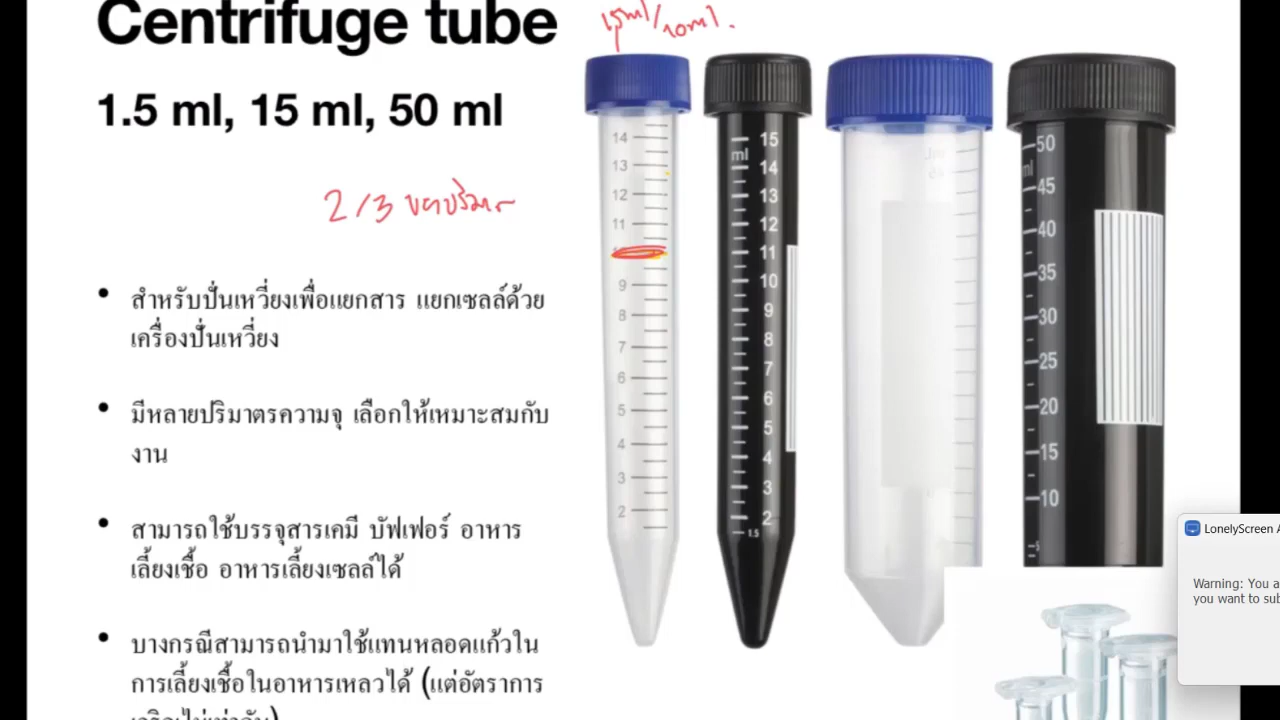 Centrifuge tube
15ml/10ml.
1.5 ml, 15 ml, 50 ml
2/3 ของปริมาตร
สำหรับปั่นเหวี่ยงเพื่อแยกสาร แยกเซลล์ด้วย
เครื่องปั่นเหวี่ยง
มีหลายปริมาตรความจุ เลือกให้เหมาะสมกับ
งาน
สามารถใช้บรรจุสารเคมี บัฟเฟอร์ อาหาร
เลี้ยงเชื้อ อาหารเลี้ยงเซลล์ได้
บางกรณีสามารถนำมาใช้แทนหลอดแก้วใน
การเลี้ยงเชื้อในอาหารเหลวได้ (แต่อัตราการ
14
13
12
11
9
8
7
6
5
4
3
2
15
ml
14
13
12
11
10
9
8
7
6
5
4
3
2
1.5
50
45
40
35
30
25
20
15
10
LonelyScreen
Warning: You a
you want to sub